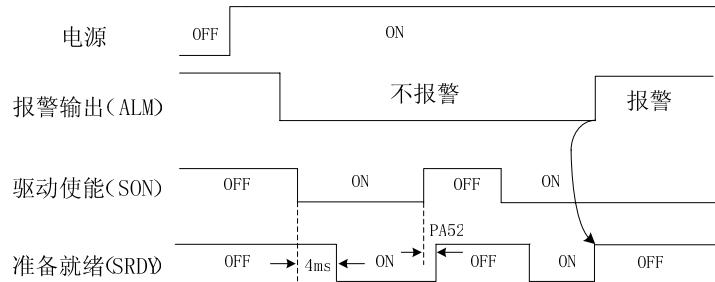 电源 OFF ON
报警输出(ALM) 不报警 报警
驱动使能(SON) OFF ON OFF ON
PA52
准备就绪(SRDY) OFF 4ms ON OFF ON OFF